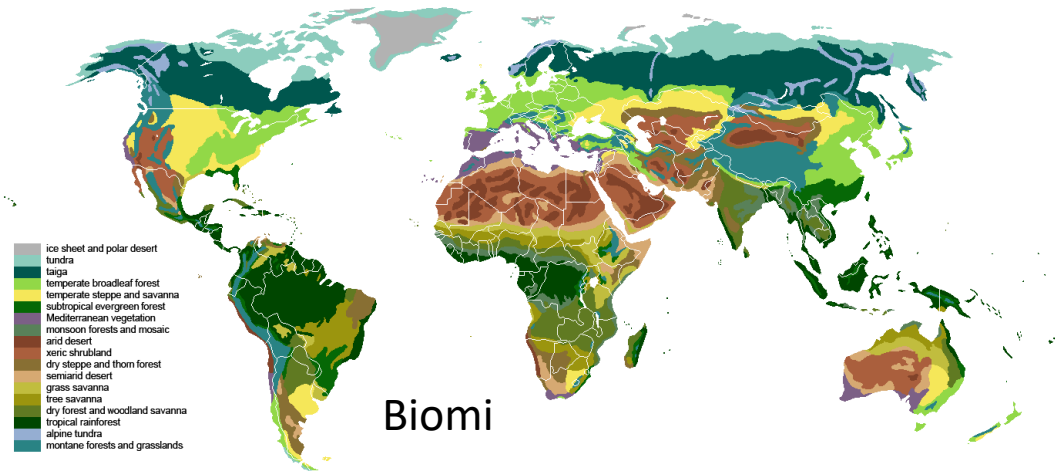 ice sheet and polar desert
tundra
taiga
temperate broadleaf forest
temperate steppe and savanna
subtropical evergreen forest
Mediterranean vegetation
monsoon forests and mosaic
arid desert
xeric shrubland
dry steppe and thorn forest
semiarid desert
grass savanna
tree savanna
dry forest and woodland savanna
tropical rainforest
alpine tundra
montane forests and grasslands
Biomi